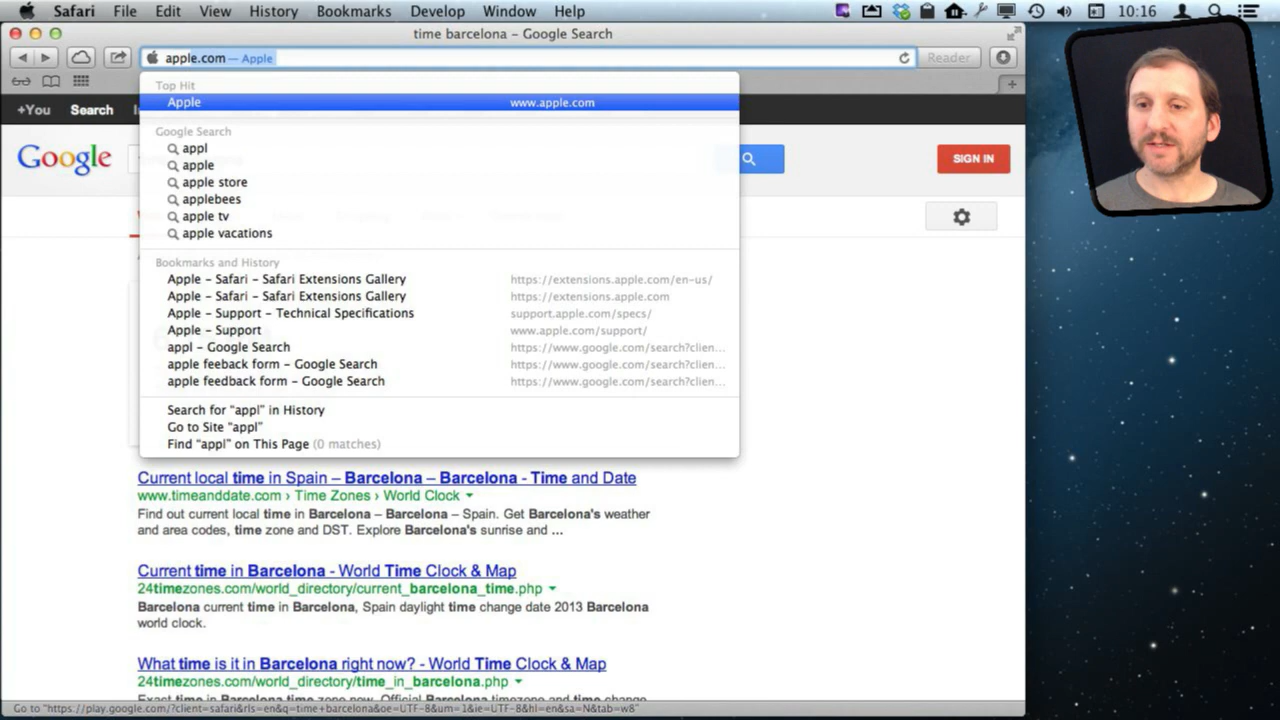 Safari File Edit View History Bookmarks Develop Window Help 10:16
time barcelona – Google Search
apple.com — Apple Reader
Top Hit
Apple www.apple.com
+You Search
Google Search
appl
apple
apple store
applebees
apple tv
apple vacations
Google SIGN IN
Bookmarks and History
Apple – Safari – Safari Extensions Gallery https://extensions.apple.com/en-us/
Apple – Safari – Safari Extensions Gallery https://extensions.apple.com
Apple – Support – Technical Specifications support.apple.com/specs/
Apple – Support www.apple.com/support/
appl – Google Search https://www.google.com/search?clien...
apple feeback form – Google Search https://www.google.com/search?clien...
apple feedback form – Google Search https://www.google.com/search?clien...
Search for "appl" in History
Go to Site "appl"
Find "appl" on This Page (0 matches)
Current local time in Spain – Barcelona – Barcelona - Time and Date
www.timeanddate.com › Time Zones › World Clock
Find out current local time in Barcelona – Barcelona – Spain. Get Barcelona's weather
and area codes, time zone and DST. Explore Barcelona's sunrise and ...
Current time in Barcelona - World Time Clock & Map
24timezones.com/world_directory/current_barcelona_time.php
Barcelona current time in Barcelona, Spain daylight time change date 2013 Barcelona
world clock.
What time is it in Barcelona right now? - World Time Clock & Map
24timezones.com/world_directory/time_in_barcelona.php
Exact time in Barcelona time zone now. Official Barcelona timezone and time change
Go to "https://play.google.com/?client=safari&rls=en&q=time+barcelona&oe=UTF-8&um=1&ie=UTF-8&hl=en&sa=N&tab=w8"